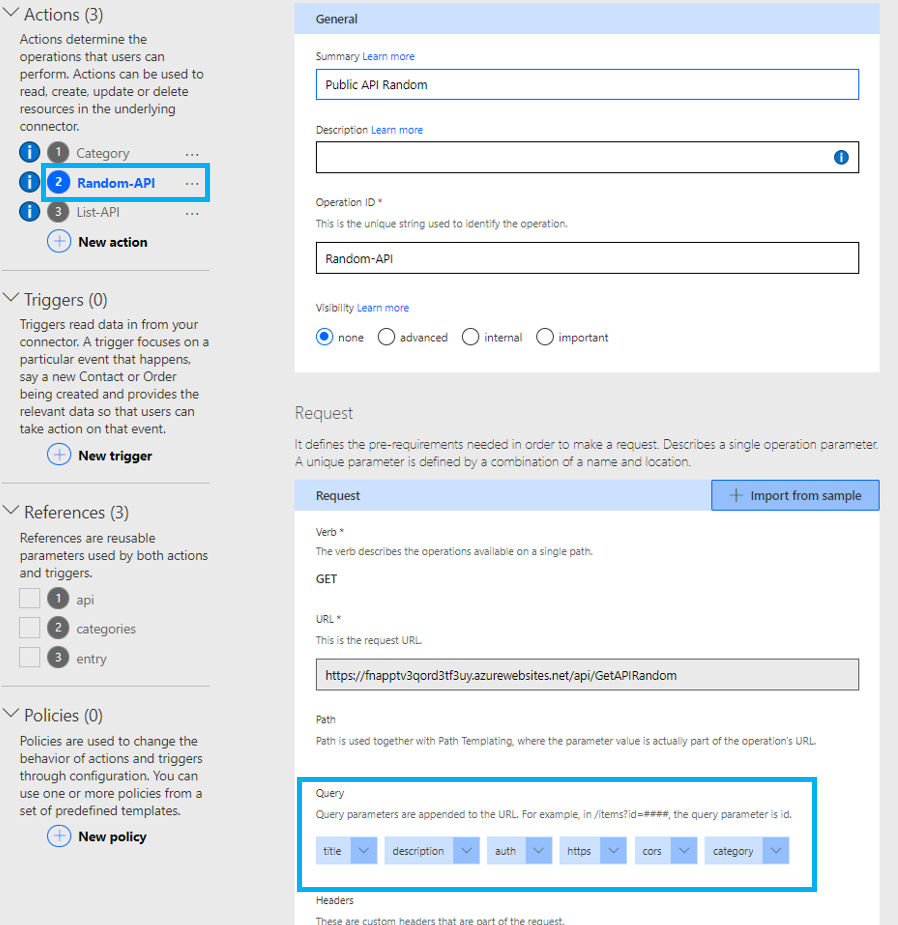 Actions (3)
Actions determine the
operations that users can
perform. Actions can be used to
read, create, update or delete
resources in the underlying
connector.
i 1 Category ...
i 2 Random-API ...
i 3 List-API ...
+ New action
Triggers (0)
Triggers read data in from your
connector. A trigger focuses on a
particular event that happens,
say a new Contact or Order
being created and provides the
relevant data so that users can
take action on that event.
+ New trigger
References (3)
References are reusable
parameters used by both actions
and triggers.
1 api
2 categories
3 entry
Policies (0)
Policies are used to change the
behavior of actions and triggers
through configuration. You can
use one or more policies from a
set of predefined templates.
+ New policy
General
Summary Learn more
Public API Random
Description Learn more
i
Operation ID *
This is the unique string used to identify the operation.
Random-API
Visibility Learn more
none advanced internal important
Request
It defines the pre-requirements needed in order to make a request. Describes a single operation parameter.
A unique parameter is defined by a combination of a name and location.
Request + Import from sample
Verb *
The verb describes the operations available on a single path.
GET
URL *
This is the request URL.
https://fnapptv3qord3tf3uy.azurewebsites.net/api/GetAPIRandom
Path
Path is used together with Path Templating, where the parameter value is actually part of the operation's URL.
Query
Query parameters are appended to the URL. For example, in /items?id=####, the query parameter is id.
title description auth https cors category
Headers
These are custom headers that are part of the request.